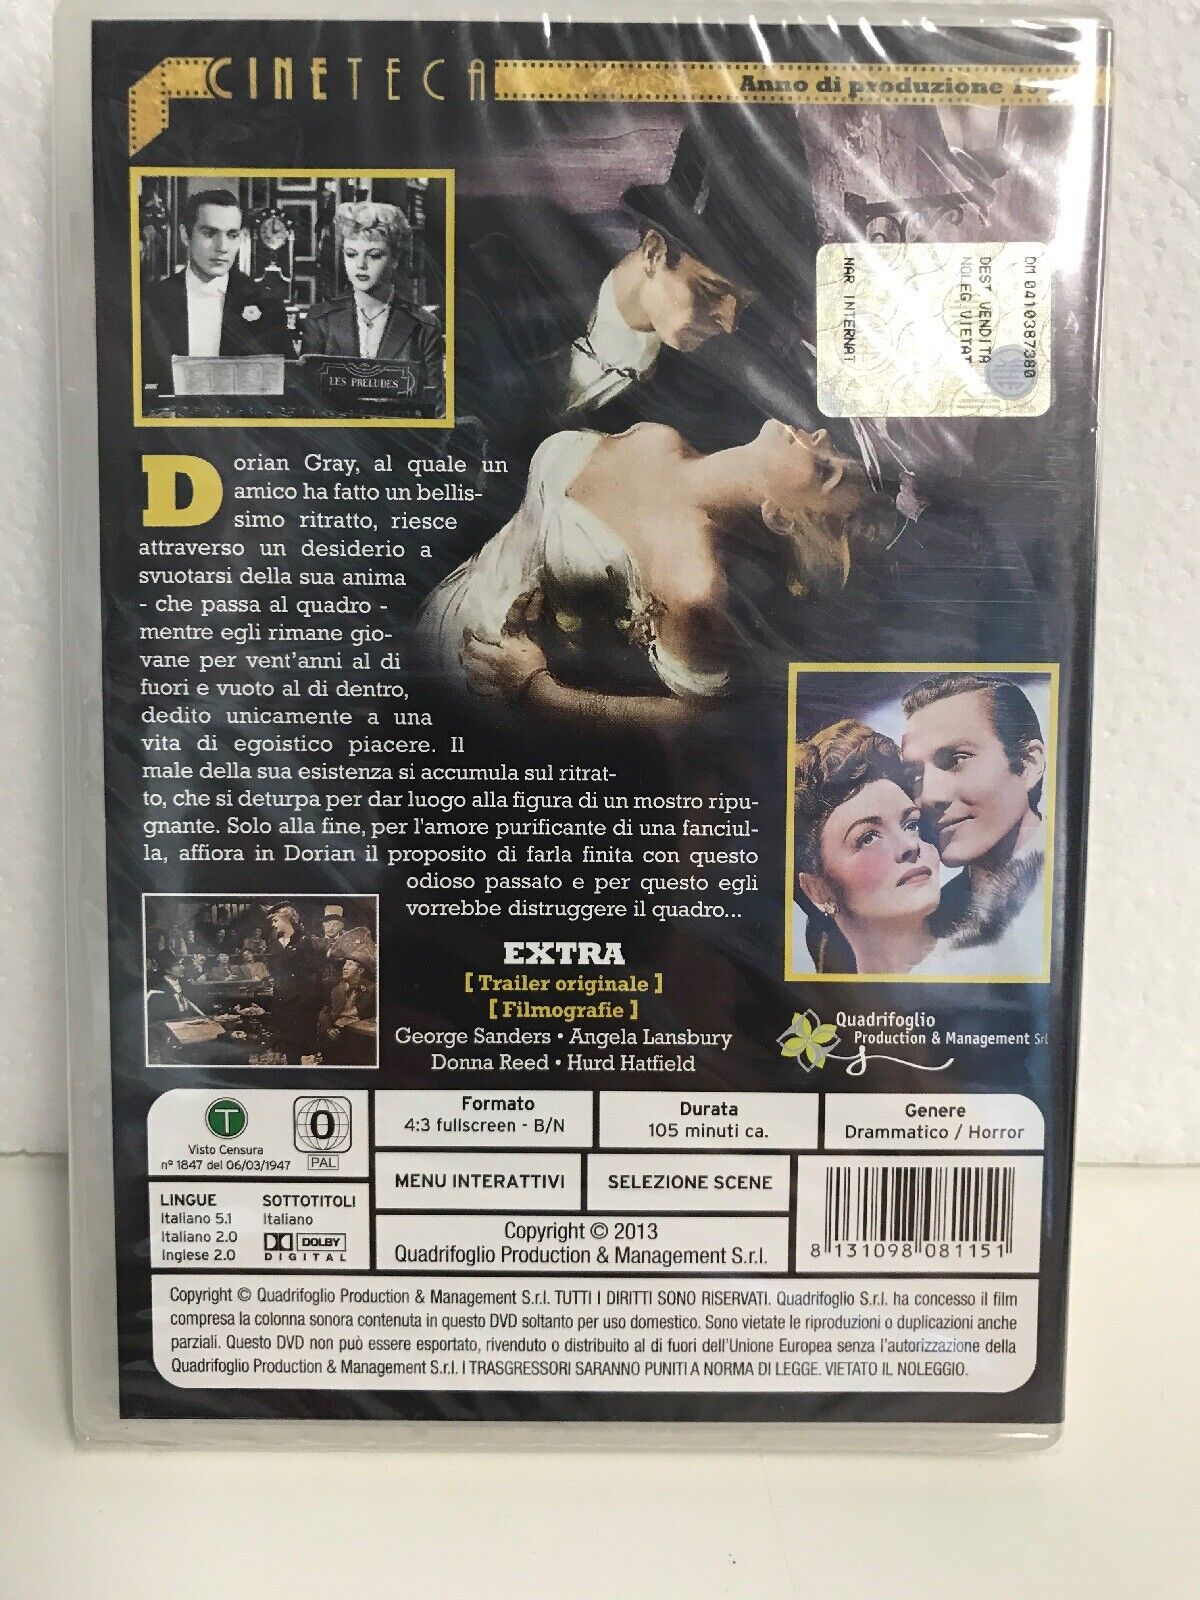 CINETECA
Anno di produzione
LES PRELUDES
DM 0410387380
DEST VENDITA
NOLEG VIETAT
NAR INTERNAT
Dorian Gray, al quale un
amico ha fatto un bellis-
simo ritratto, riesce
attraverso un desiderio a
svuotarsi della sua anima
- che passa al quadro -
mentre egli rimane gio-
vane per vent'anni al di
fuori e vuoto al di dentro,
dedito unicamente a una
vita di egoistico piacere. Il
male della sua esistenza si accumula sul ritrat-
to, che si deturpa per dar luogo alla figura di un mostro ripu-
gnante. Solo alla fine, per l'amore purificante di una fanciul-
la, affiora in Dorian il proposito di farla finita con questo
odioso passato e per questo egli
vorrebbe distruggere il quadro...
EXTRA
[ Trailer originale ]
[ Filmografie ]
George Sanders • Angela Lansbury
Donna Reed • Hurd Hatfield
Quadrifoglio
Production & Management Srl
T
Visto Censura
n° 1847 del 06/03/1947
0
PAL
Formato
4:3 fullscreen - B/N
Durata
105 minuti ca.
Genere
Drammatico / Horror
LINGUE
Italiano 5.1
Italiano 2.0
Inglese 2.0
SOTTOTITOLI
Italiano
DOLBY
DIGITAL
MENU INTERATTIVI
SELEZIONE SCENE
Copyright © 2013
Quadrifoglio Production & Management S.r.l.
8 131098 081151
Copyright © Quadrifoglio Production & Management S.r.l. TUTTI I DIRITTI SONO RISERVATI. Quadrifoglio S.r.l. ha concesso il film
compresa la colonna sonora contenuta in questo DVD soltanto per uso domestico. Sono vietate le riproduzioni o duplicazioni anche
parziali. Questo DVD non può essere esportato, rivenduto o distribuito al di fuori dell'Unione Europea senza l'autorizzazione della
Quadrifoglio Production & Management S.r.l. I TRASGRESSORI SARANNO PUNITI A NORMA DI LEGGE. VIETATO IL NOLEGGIO.